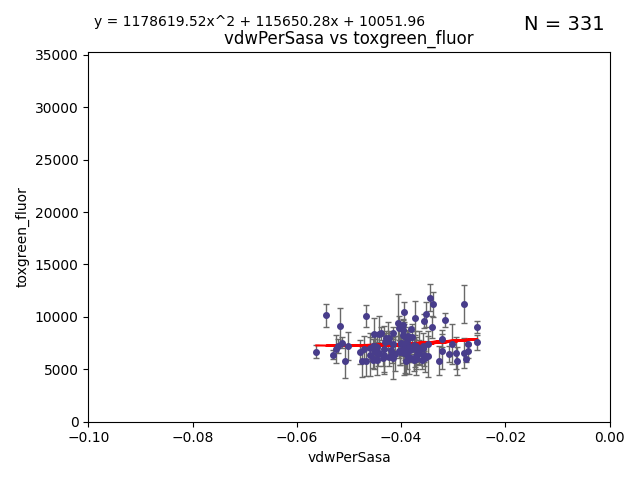 y = 1178619.52x^2 + 115650.28x + 10051.96
N = 331
vdwPerSasa vs toxgreen_fluor
35000
30000
25000
20000
15000
10000
5000
0
toxgreen_fluor
−0.10 −0.08 −0.06 −0.04 −0.02 0.00
vdwPerSasa